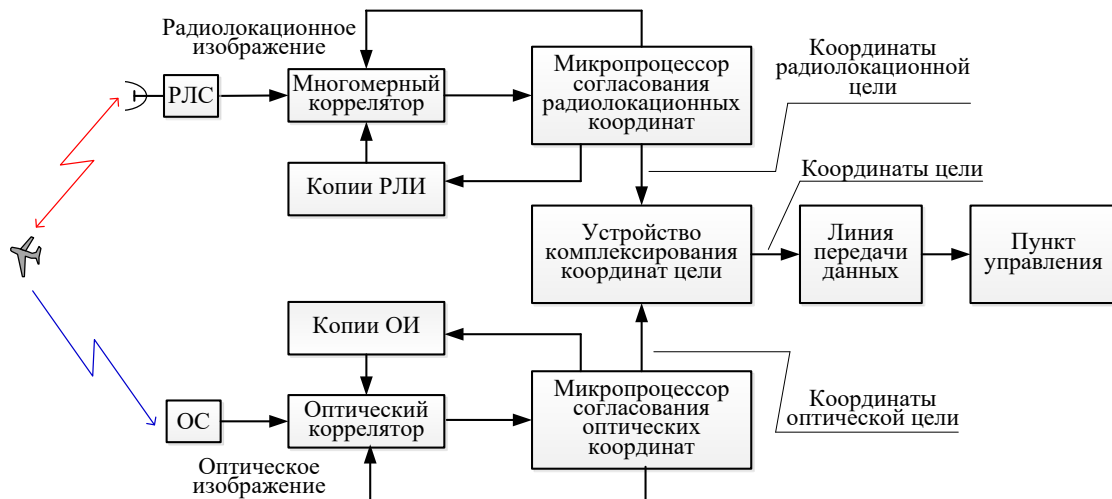 Радиолокационное
изображение
РЛС
Многомерный
коррелятор
Микропроцессор
согласования
радиолокационных
координат
Координаты
радиолокационной
цели
Копии РЛИ
Координаты цели
Устройство
комплексирования
координат цели
Линия
передачи
данных
Пункт
управления
Копии ОИ
ОС
Оптический
коррелятор
Микропроцессор
согласования
оптических
координат
Координаты
оптической цели
Оптическое
изображение